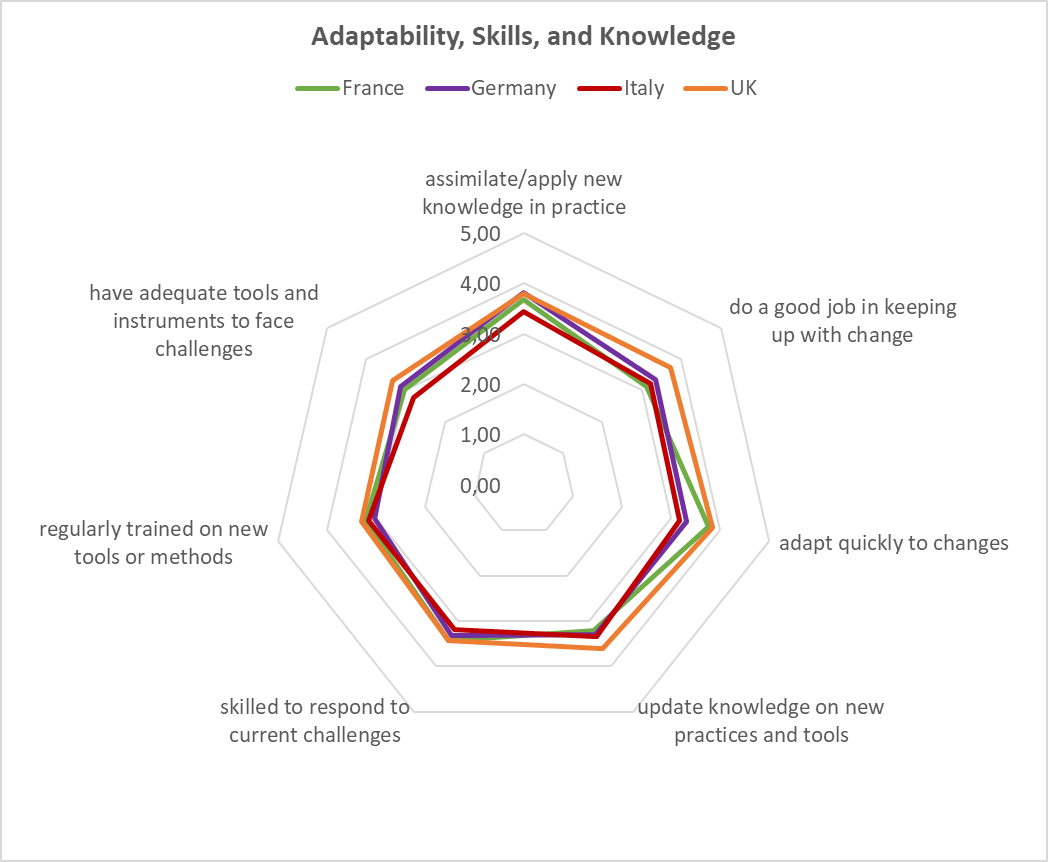 Adaptability, Skills, and Knowledge
France Germany Italy UK
assimilate/apply new
knowledge in practice
5,00
4,00
3,00
2,00
1,00
0,00
do a good job in keeping
up with change
adapt quickly to changes
update knowledge on new
practices and tools
skilled to respond to
current challenges
regularly trained on new
tools or methods
have adequate tools and
instruments to face
challenges